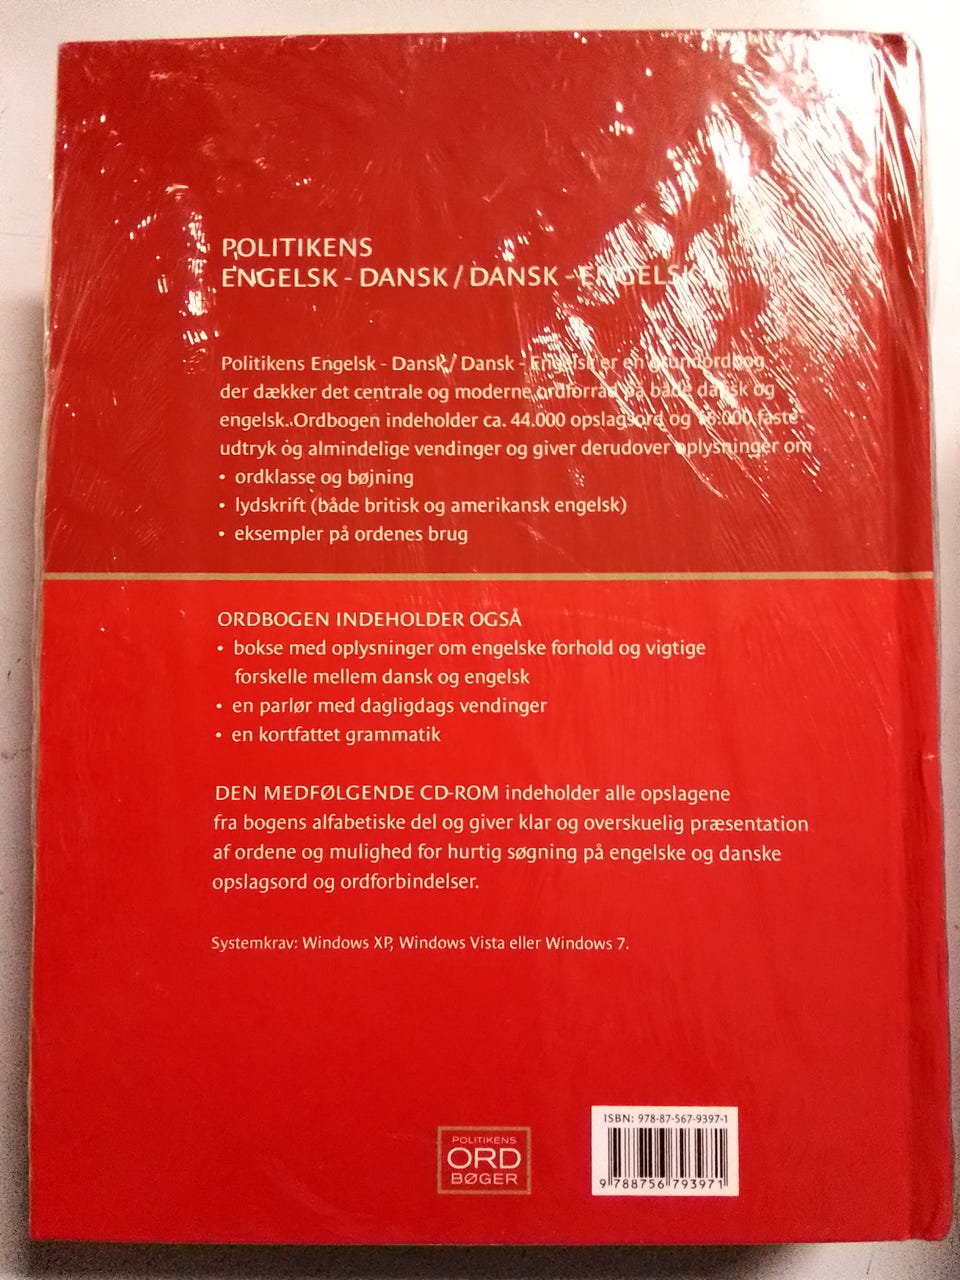 POLITIKENS
ENGELSK - DANSK / DANSK - ENGELSK
Politikens Engelsk - Dansk / Dansk - Engelsk er en grundordbog
der dækker det centrale og moderne ordforråd på både dansk og
engelsk. Ordbogen indeholder ca. 44.000 opslagsord og faste
udtryk og almindelige vendinger og giver derudover oplysninger om
• ordklasse og bøjning
• lydskrift (både britisk og amerikansk engelsk)
• eksempler på ordenes brug
ORDBOGEN INDEHOLDER OGSÅ
• bokse med oplysninger om engelske forhold og vigtige
forskelle mellem dansk og engelsk
• en parlør med dagligdags vendinger
• en kortfattet grammatik
DEN MEDFØLGENDE CD-ROM indeholder alle opslagene
fra bogens alfabetiske del og giver klar og overskuelig præsentation
af ordene og mulighed for hurtig søgning på engelske og danske
opslagsord og ordforbindelser.
Systemkrav: Windows XP, Windows Vista eller Windows 7.
POLITIKENS
ORD
BØGER
ISBN: 978-87-567-9397-1
9 788756 793971